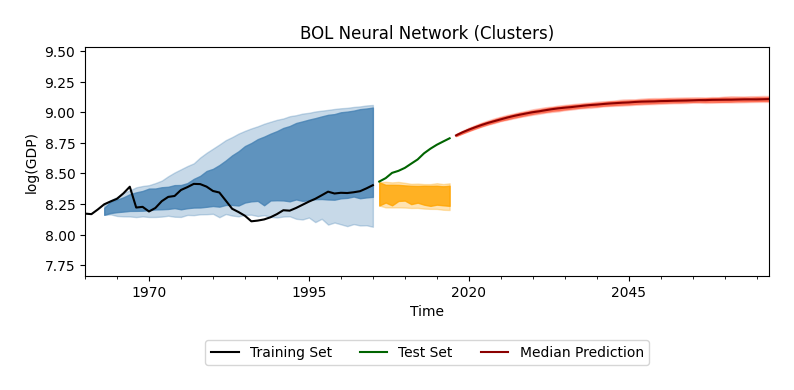 BOL Neural Network (Clusters)
log(GDP)
9.50
9.25
9.00
8.75
8.50
8.25
8.00
7.75
1970 1995 2020 2045
Time
Training Set Test Set Median Prediction